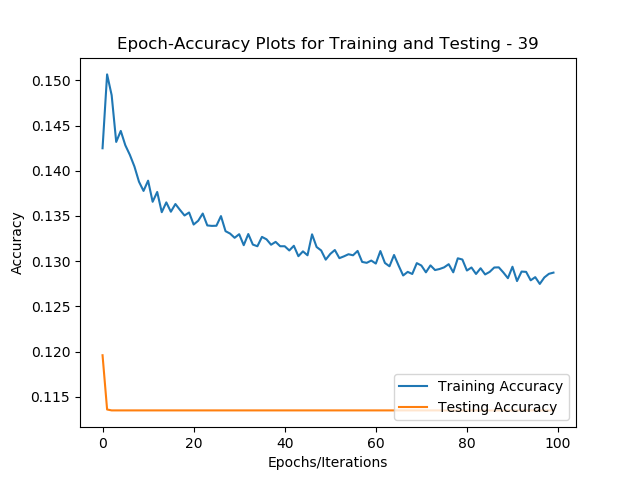 Epoch-Accuracy Plots for Training and Testing - 39
0.150
0.145
0.140
0.135
0.130
0.125
0.120
0.115
Accuracy
Training Accuracy
Testing Accuracy
0 20 40 60 80 100
Epochs/Iterations